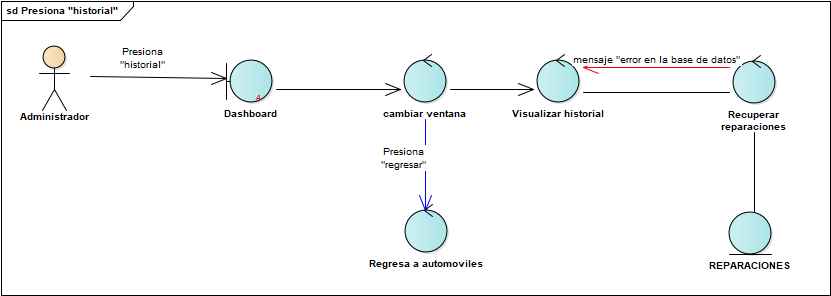 sd Presiona "historial"
Presiona
"historial"
mensaje "error en la base de datos"
Administrador
Dashboard
cambiar ventana
Visualizar historial
Recuperar
reparaciones
Presiona
"regresar"
Regresa a automoviles
REPARACIONES